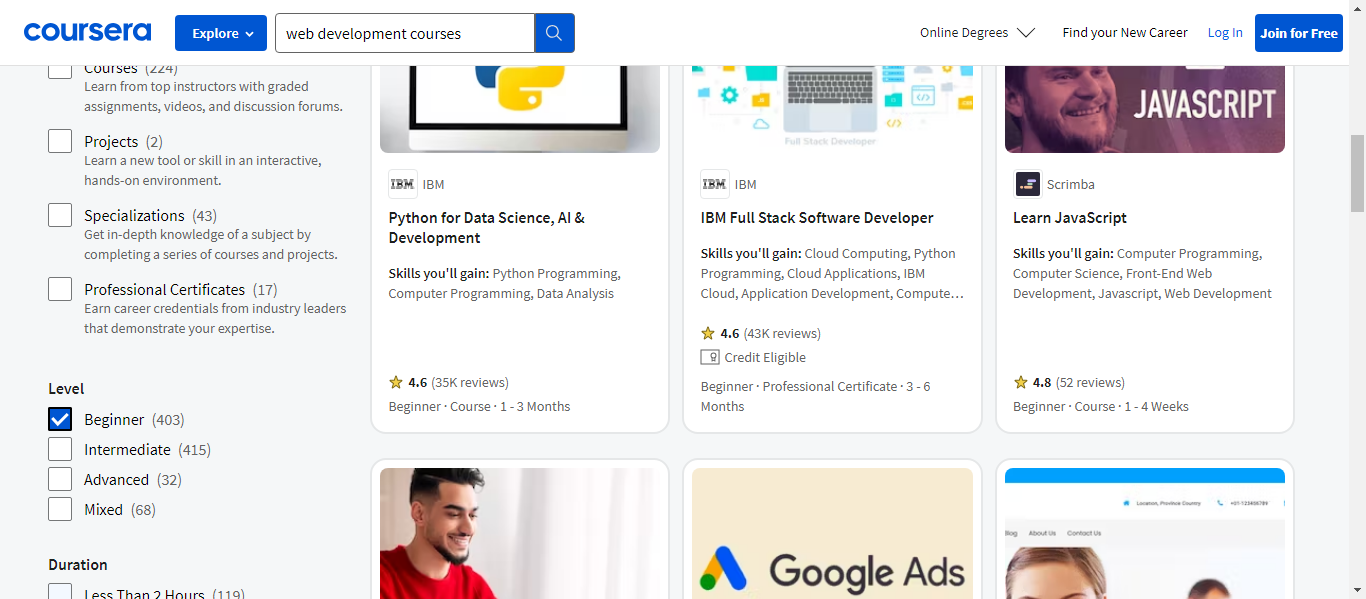 coursera
Explore
web development courses
Online Degrees
Find your New Career
Log In
Join for Free
Courses (224)
Learn from top instructors with graded
assignments, videos, and discussion forums.
Projects (2)
Learn a new tool or skill in an interactive,
hands-on environment.
Specializations (43)
Get in-depth knowledge of a subject by
completing a series of courses and projects.
Professional Certificates (17)
Earn career credentials from industry leaders
that demonstrate your expertise.
Level
Beginner (403)
Intermediate (415)
Advanced (32)
Mixed (68)
Duration
Less Than 2 Hours (119)
IBM IBM
Python for Data Science, AI &
Development
Skills you'll gain: Python Programming,
Computer Programming, Data Analysis
4.6 (35K reviews)
Beginner · Course · 1 - 3 Months
Full Stack Developer
IBM IBM
IBM Full Stack Software Developer
Skills you'll gain: Cloud Computing, Python
Programming, Cloud Applications, IBM
Cloud, Application Development, Compute…
4.6 (43K reviews)
Credit Eligible
Beginner · Professional Certificate · 3 - 6
Months
JAVASCRIPT
Scrimba
Learn JavaScript
Skills you'll gain: Computer Programming,
Computer Science, Front-End Web
Development, Javascript, Web Development
4.8 (52 reviews)
Beginner · Course · 1 - 4 Weeks
Google Ads
Location, Province Country
+01-123456789
Blog About Us Contact Us